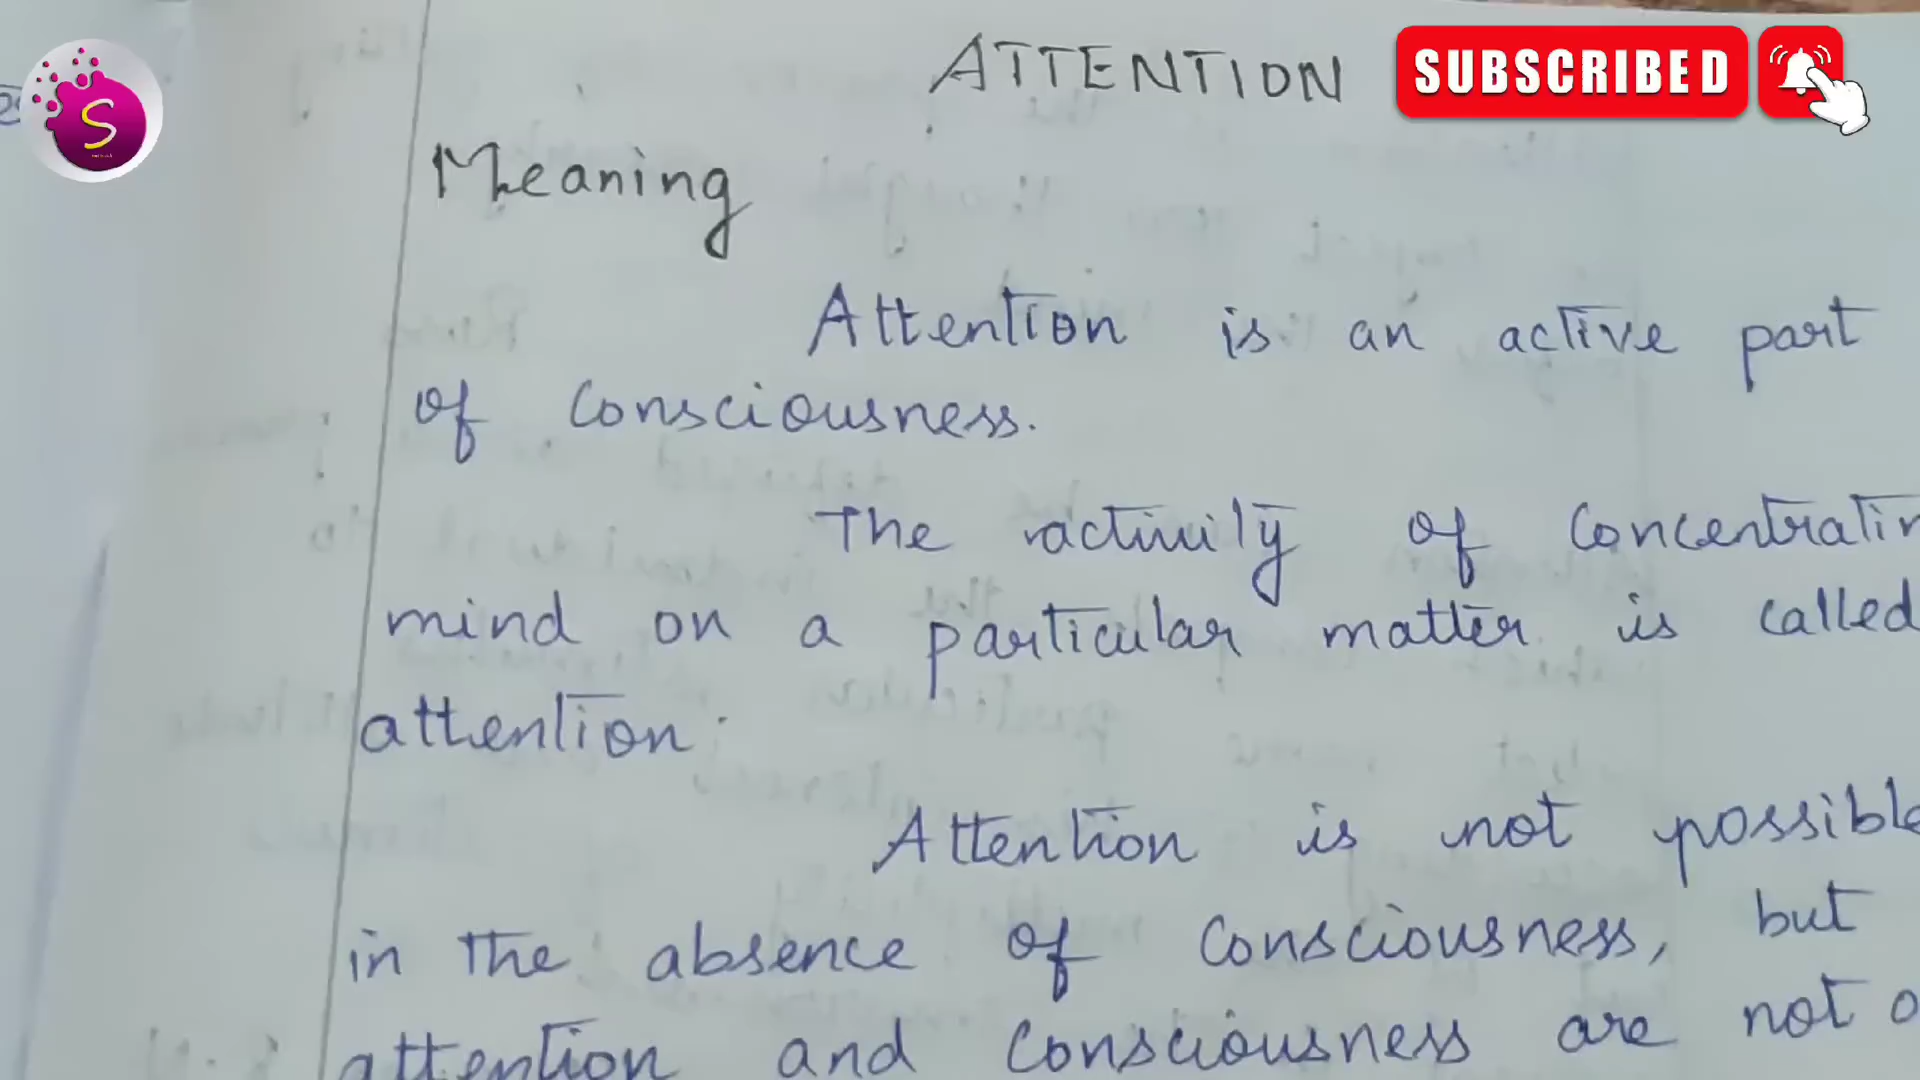 ATTENTION
SUBSCRIBED
S
Meaning
Attention is an active part
of consciousness.
The activity of concentratin
mind on a particular matter is called
attention.
Attention is not possible
in the absence of consciousness, but
attention and consciousness are not o